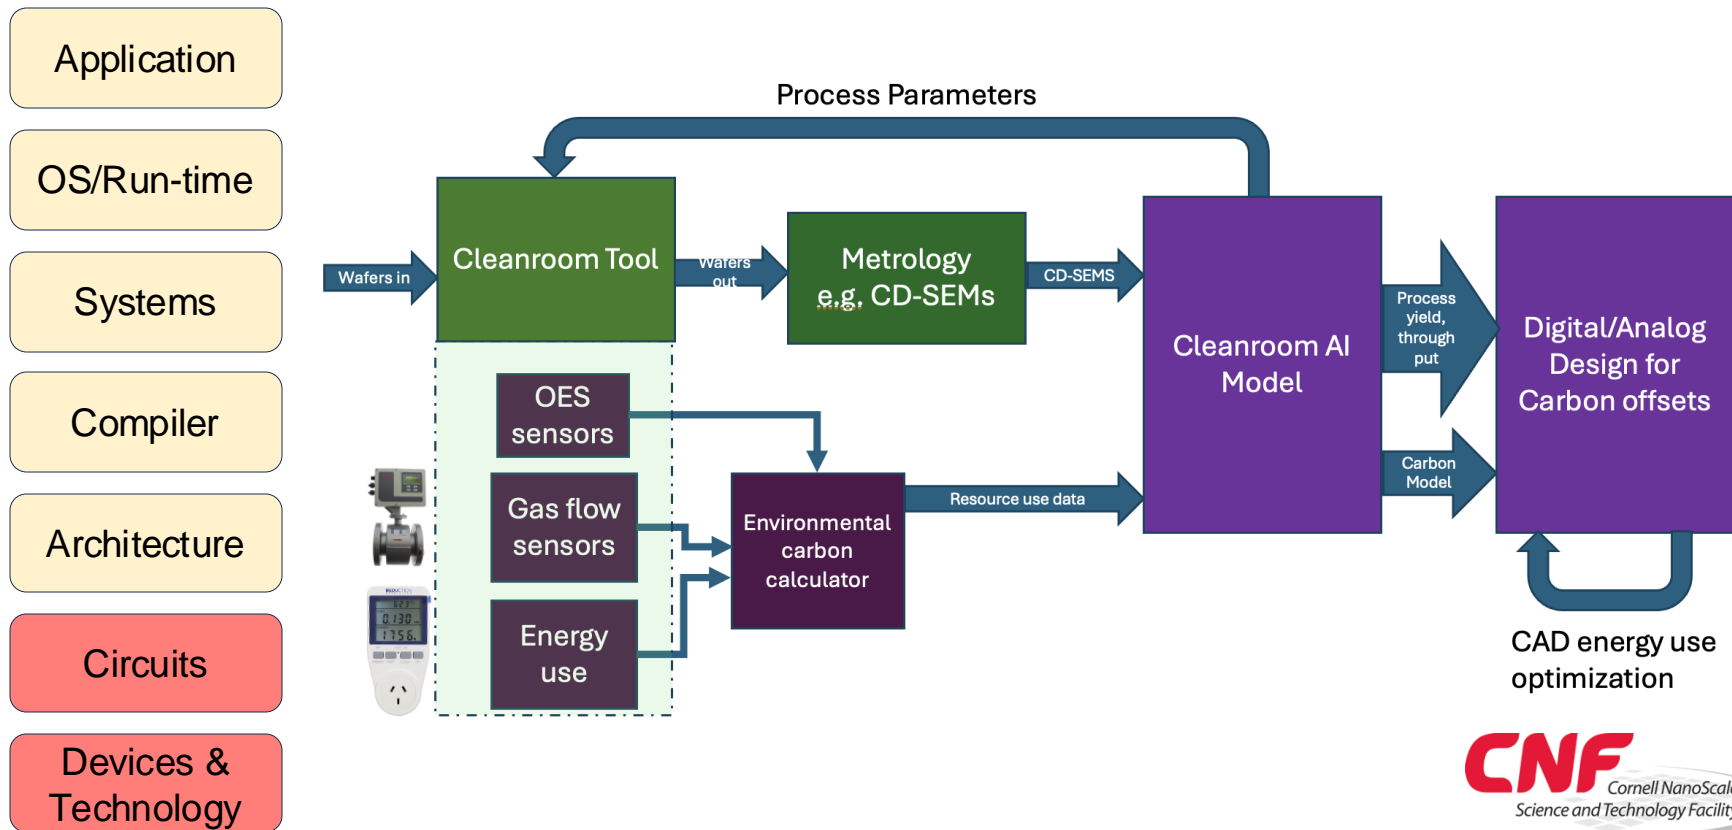 Application
OS/Run-time
Systems
Compiler
Architecture
Circuits
Devices &
Technology
Process Parameters
Wafers in
Cleanroom Tool
Wafers
out
Metrology
e.g. CD-SEMs
CD-SEMS
Cleanroom AI
Model
Process
yield,
through
put
Carbon
Model
Digital/Analog
Design for
Carbon offsets
OES
sensors
Gas flow
sensors
Energy
use
Environmental
carbon
calculator
Resource use data
0.130
1756
CAD energy use
optimization
CNF
Cornell NanoScale
Science and Technology Facility